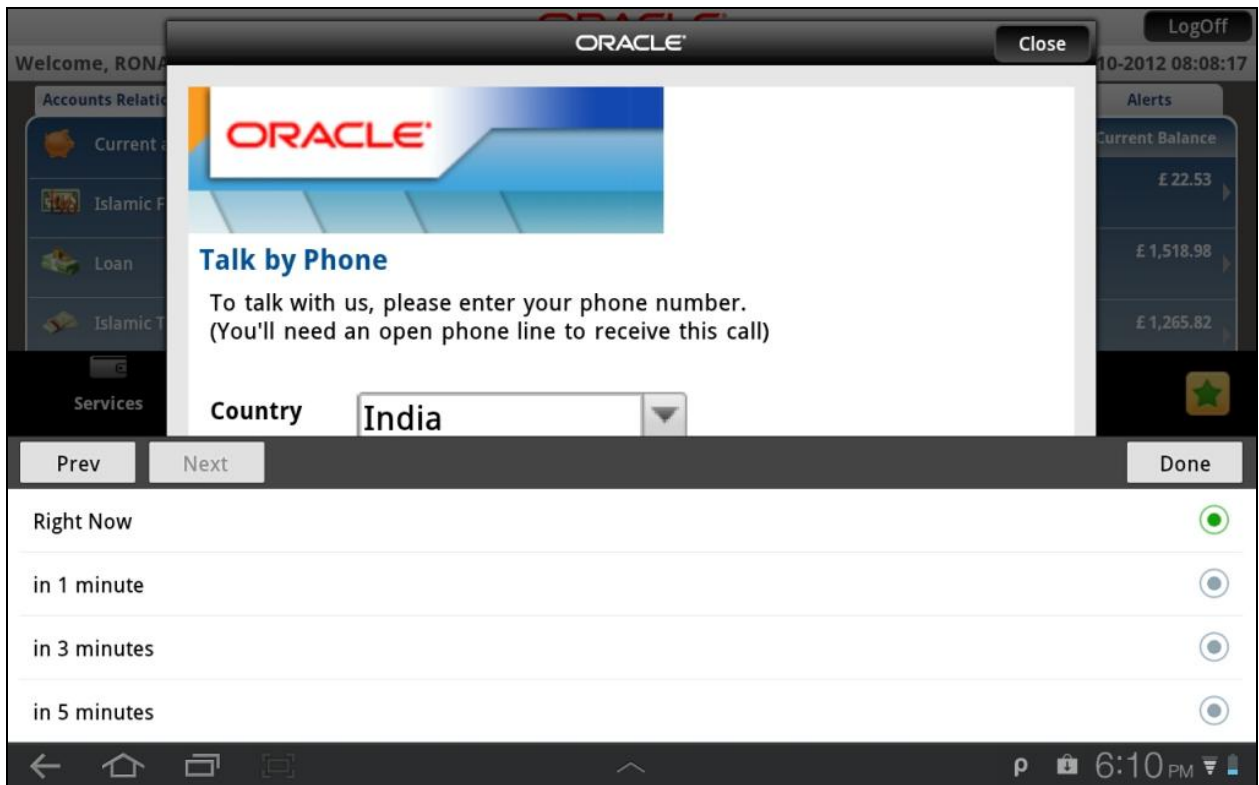 ORACLE
LogOff
ORACLE
Close
Welcome, RONA
10-2012 08:08:17
Accounts Relatio
Alerts
ORACLE
Current a
Current Balance
£ 22.53
Islamic F
Talk by Phone
£ 1,518.98
Loan
To talk with us, please enter your phone number.
(You'll need an open phone line to receive this call)
Islamic T
£ 1,265.82
Services
Country
India
Prev
Next
Done
Right Now
in 1 minute
in 3 minutes
in 5 minutes
6:10 PM